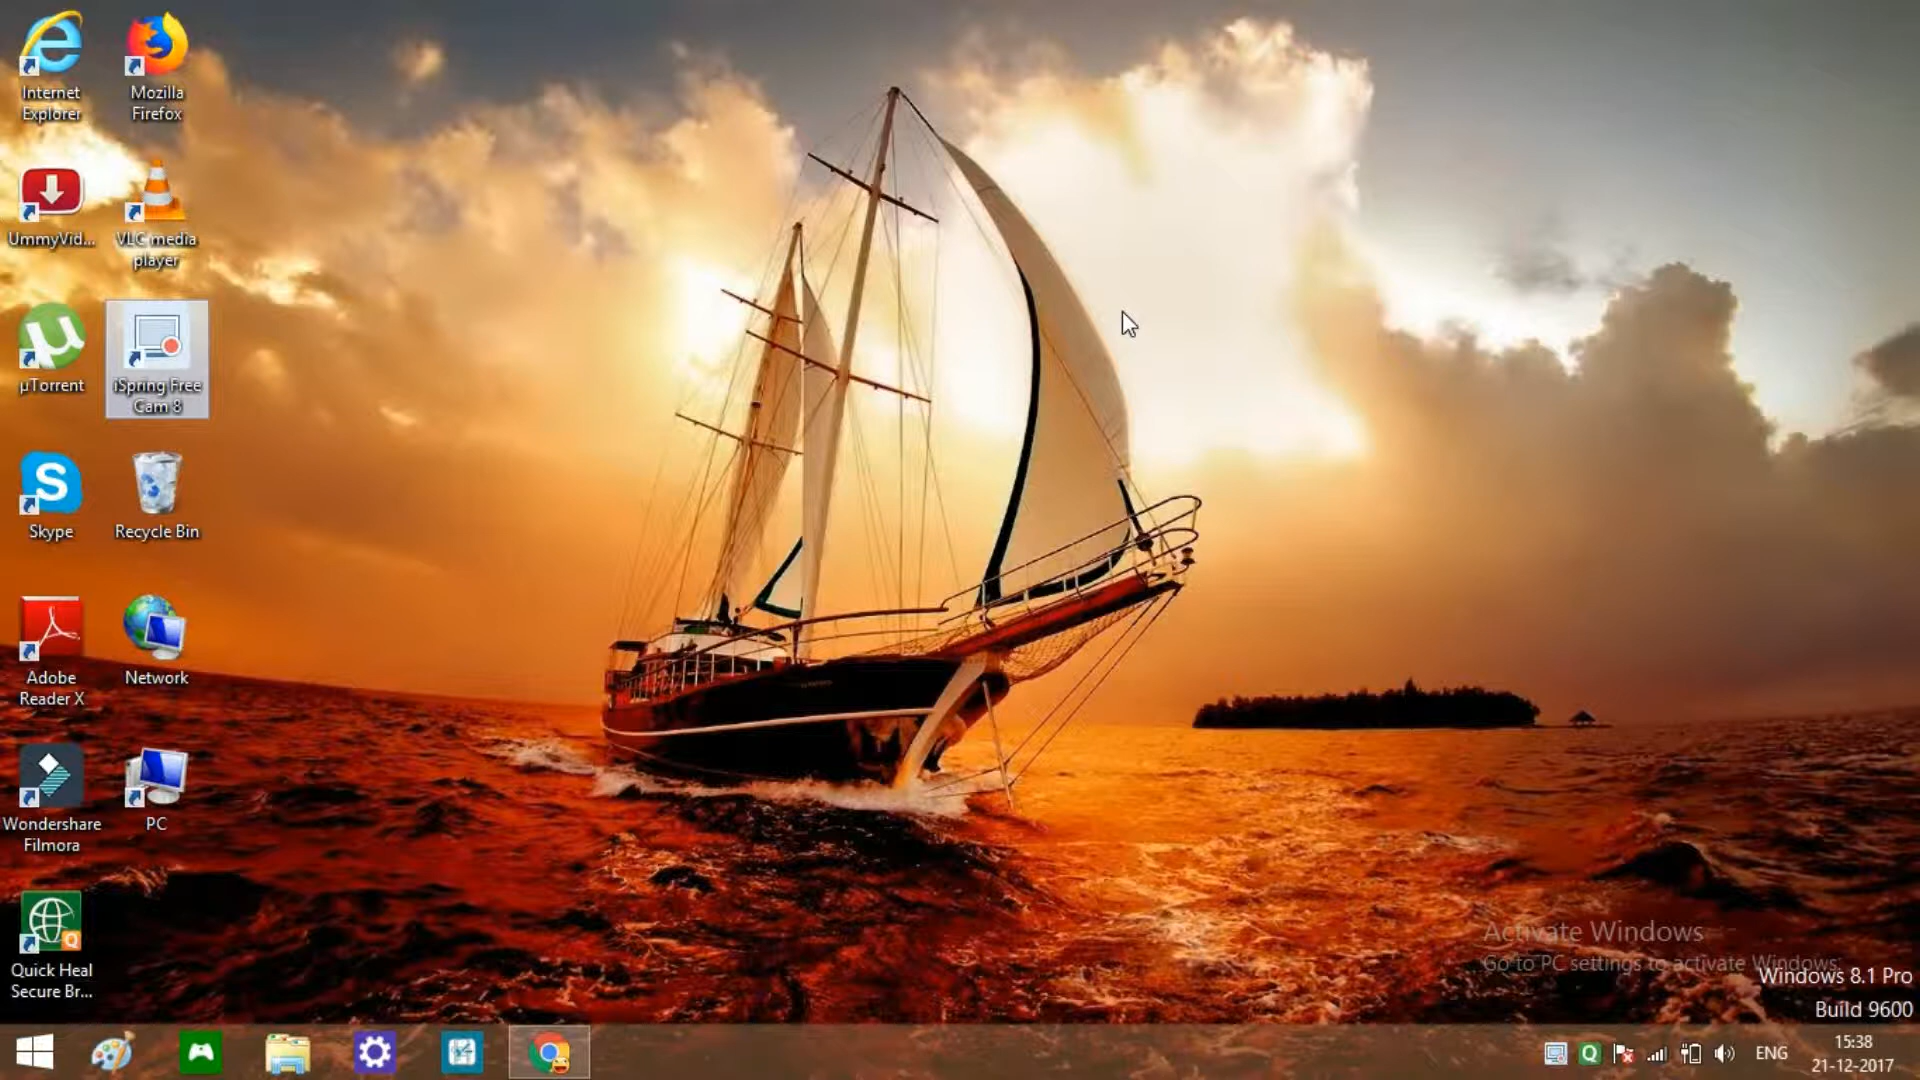 Internet
Explorer
Mozilla
Firefox
UmmyVid...
VLC media
player
µTorrent
iSpring Free
Cam 8
Skype
Recycle Bin
Adobe
Reader X
Network
Wondershare
Filmora
PC
Quick Heal
Secure Br...
Activate Windows
Go to PC settings to activate Windows.
Windows 8.1 Pro
Build 9600
ENG
15:38
21-12-2017